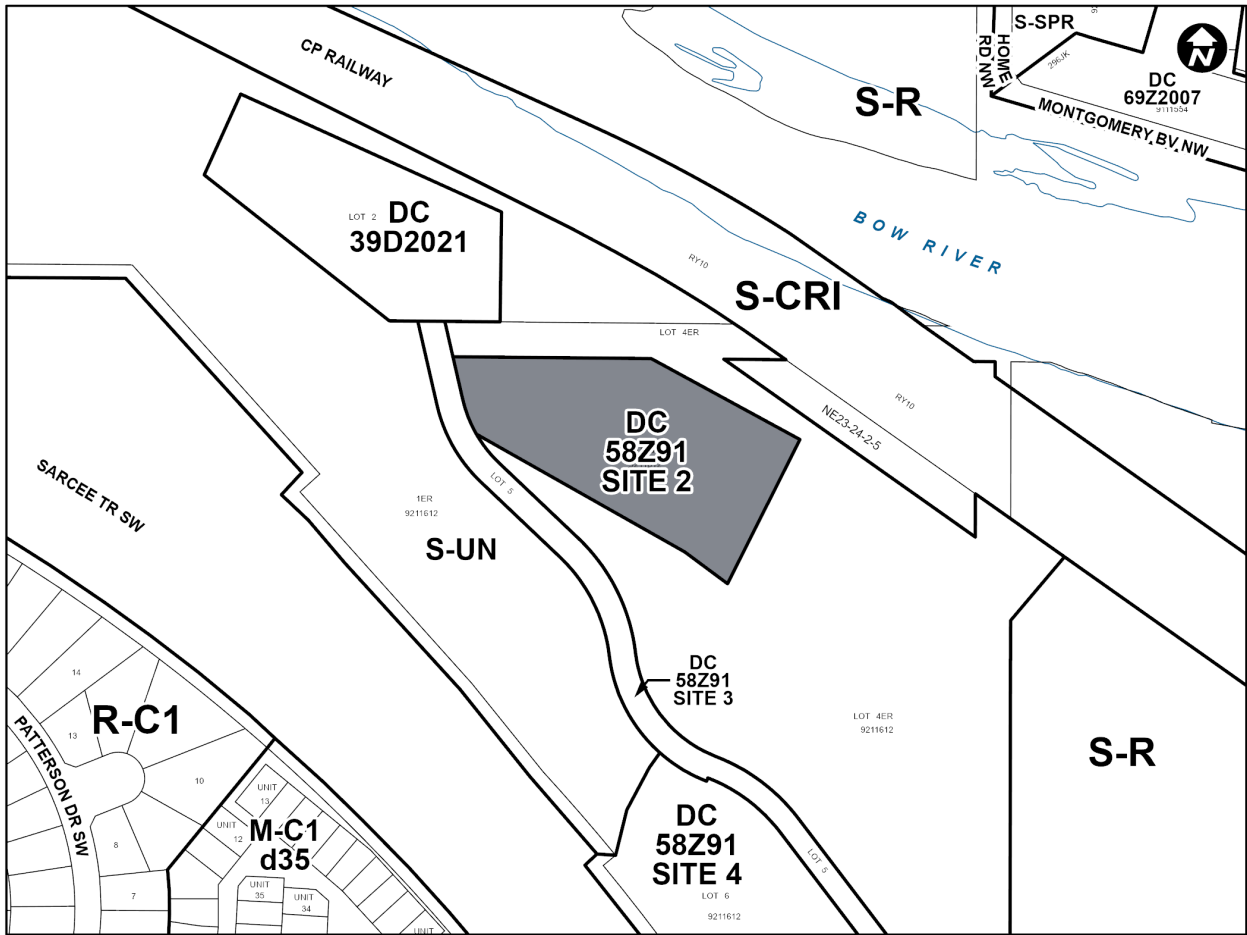 S-SPR
HOME
RD NW
N
296JK
DC
69Z2007
9111554
MONTGOMERY BV NW
CP RAILWAY
S-R
LOT 2
DC
39D2021
BOW RIVER
RY10
S-CRI
LOT 4ER
RY10
NE23-24-2-5
DC
58Z91
SITE 2
SARCEE TR SW
LOT 5
1ER
9211612
S-UN
DC
58Z91
SITE 3
14
R-C1
13
PATTERSON DR SW
10
LOT 4ER
9211612
S-R
UNIT
13
UNIT
12
M-C1
d35
8
7
UNIT
35
UNIT
34
UNIT
DC
58Z91
SITE 4
LOT 6
9211612
LOT 5